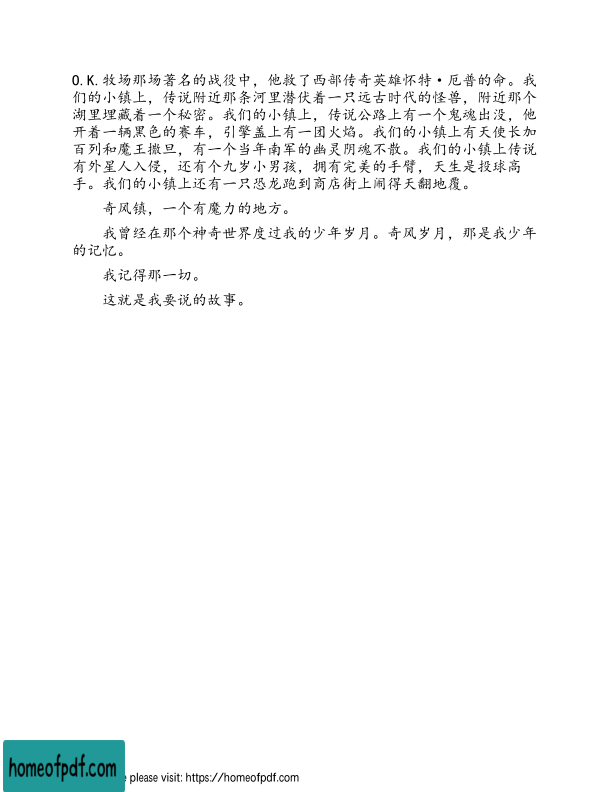 O.K.牧场那场著名的战役中，他救了西部传奇英雄怀特·厄普的命。我
们的小镇上，传说附近那条河里潜伏着一只远古时代的怪兽，附近那个
湖里埋藏着一个秘密。我们的小镇上，传说公路上有一个鬼魂出没，他
开着一辆黑色的赛车，引擎盖上有一团火焰。我们的小镇上有天使长加
百列和魔王撒旦，有一个当年南军的幽灵阴魂不散。我们的小镇上传说
有外星人入侵，还有个九岁小男孩，拥有完美的手臂，天生是投球高
手。我们的小镇上还有一只恐龙跑到商店街上闹得天翻地覆。
奇风镇，一个有魔力的地方。
我曾经在那个神奇世界度过我的少年岁月。奇风岁月，那是我少年
的记忆。
我记得那一切。
这就是我要说的故事。
homeofpdf.com
e please visit: https://homeofpdf.com